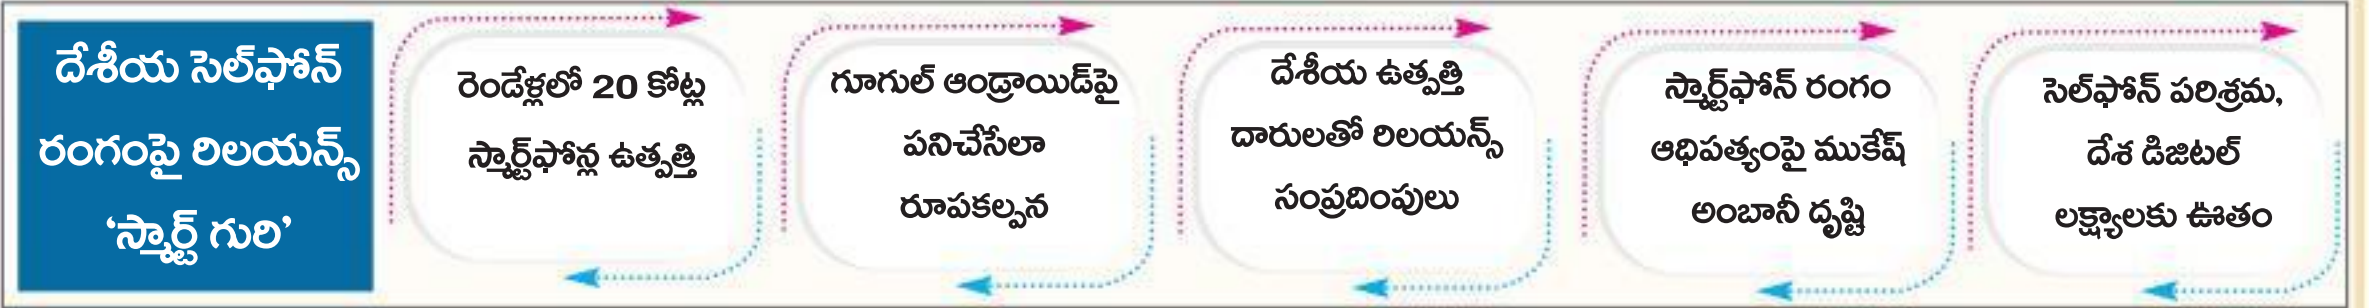 దేశీయ సెల్‌ఫోన్
రంగంపై రిలయన్స్
‘స్మార్ట్ గురి’
రెండేళ్లలో 20 కోట్ల
స్మార్ట్‌ఫోన్ల ఉత్పత్తి
గూగుల్ ఆండ్రాయిడ్‌పై
పనిచేసేలా
రూపకల్పన
దేశీయ ఉత్పత్తి
దారులతో రిలయన్స్
సంప్రదింపులు
స్మార్ట్‌ఫోన్ రంగం
ఆధిపత్యంపై ముకేష్
అంబానీ దృష్టి
సెల్‌ఫోన్ పరిశ్రమ,
దేశ డిజిటల్
లక్ష్యాలకు ఊతం